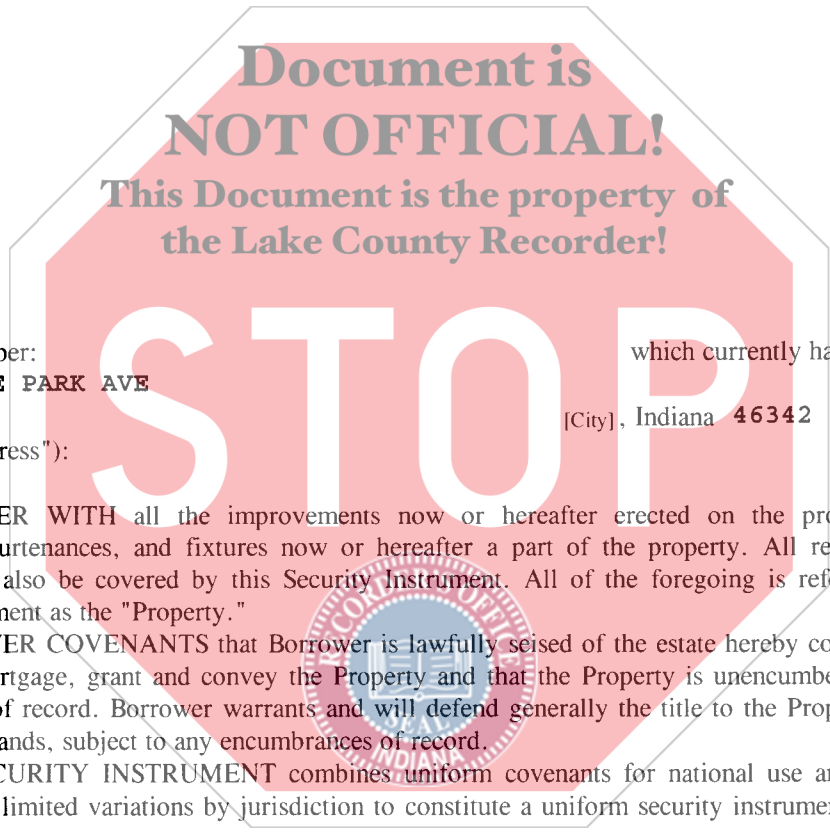 Document is
NOT OFFICIAL!
This Document is the property of
the Lake County Recorder!
STOP
ber: which currently ha
E PARK AVE
[City], Indiana 46342
ress"):
ER WITH all the improvements now or hereafter erected on the pro
urtenances, and fixtures now or hereafter a part of the property. All re
also be covered by this Security Instrument. All of the foregoing is refe
ment as the "Property."
VER COVENANTS that Borrower is lawfully seised of the estate hereby co
rtgage, grant and convey the Property and that the Property is unencumbe
of record. Borrower warrants and will defend generally the title to the Prop
ands, subject to any encumbrances of record.
CURITY INSTRUMENT combines uniform covenants for national use an
limited variations by jurisdiction to constitute a uniform security instrumen
RECORDER'S OFFICE
SEAL
INDIANA